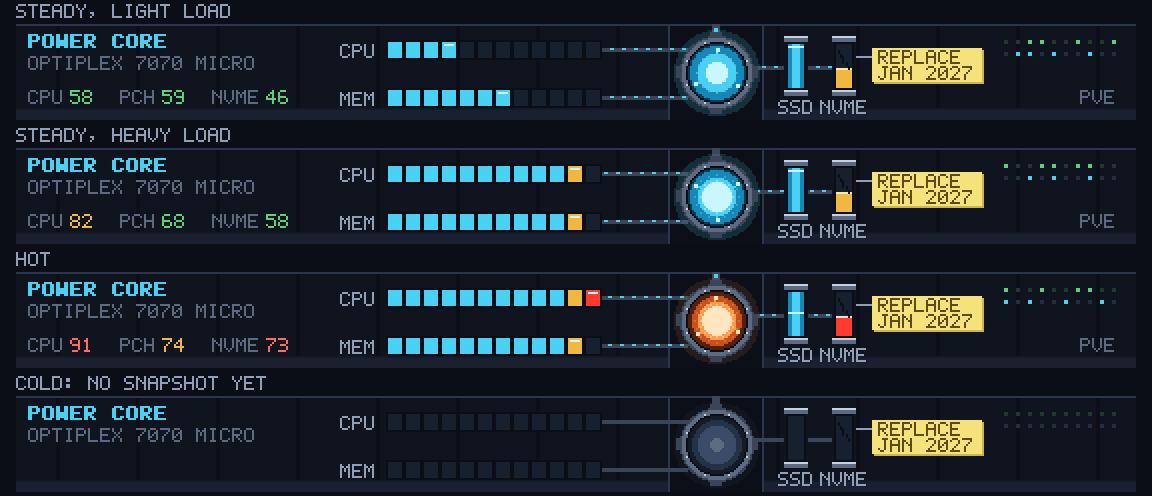 STEADY, LIGHT LOAD
POWER CORE
OPTIPLEX 7070 MICRO
CPU 58 PCH 59 NVME 46
CPU
MEM
SSD NVME
REPLACE
JAN 2027
PVE
STEADY, HEAVY LOAD
POWER CORE
OPTIPLEX 7070 MICRO
CPU 82 PCH 68 NVME 58
CPU
MEM
SSD NVME
REPLACE
JAN 2027
PVE
HOT
POWER CORE
OPTIPLEX 7070 MICRO
CPU 91 PCH 74 NVME 73
CPU
MEM
SSD NVME
REPLACE
JAN 2027
PVE
COLD: NO SNAPSHOT YET
POWER CORE
OPTIPLEX 7070 MICRO
CPU
MEM
SSD NVME
REPLACE
JAN 2027